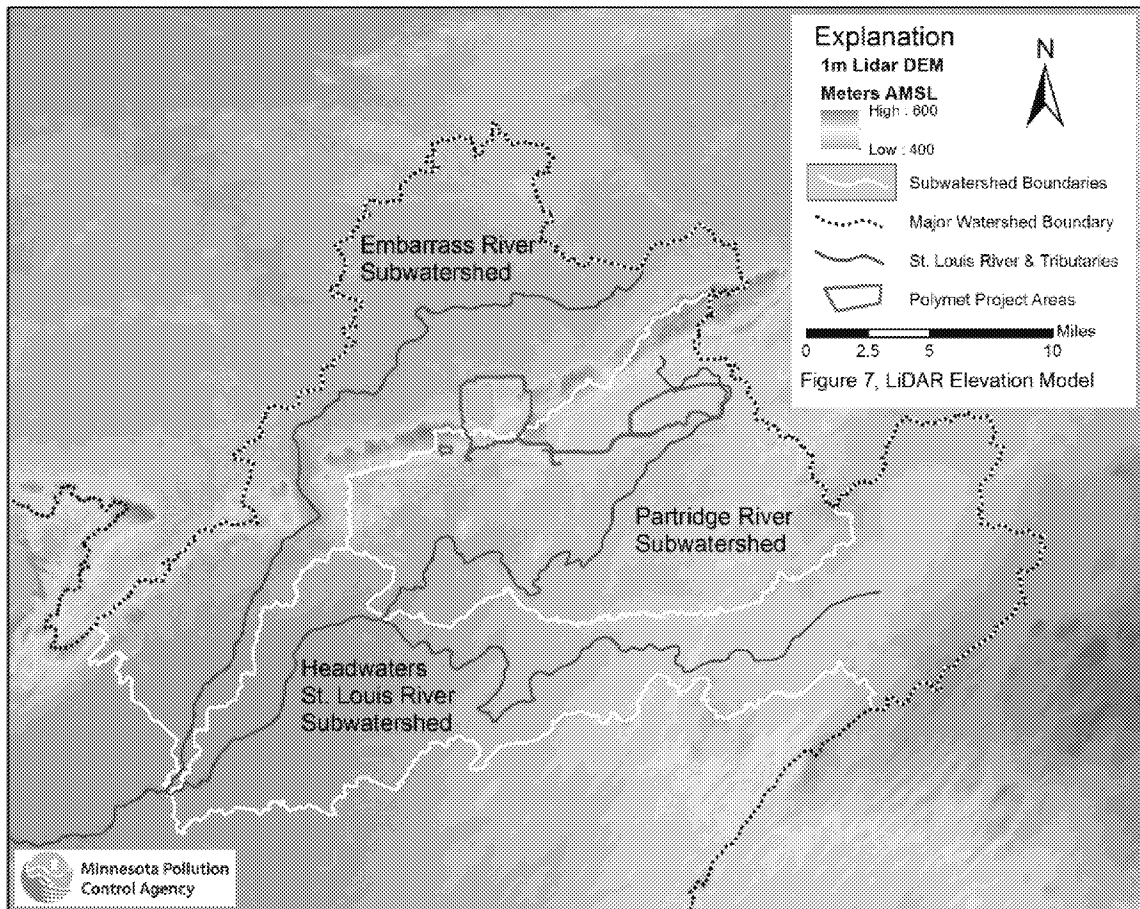 Explanation
1m Lidar DEM
Meters AMSL
High : 600
Low : 400
N
Subwatershed Boundaries
Major Watershed Boundary
St. Louis River & Tributaries
Polymet Project Areas
Miles
0 2.5 5 10
Figure 7, LiDAR Elevation Model
Embarrass River
Subwatershed
Partridge River
Subwatershed
Headwaters
St. Louis River
Subwatershed
Minnesota Pollution
Control Agency